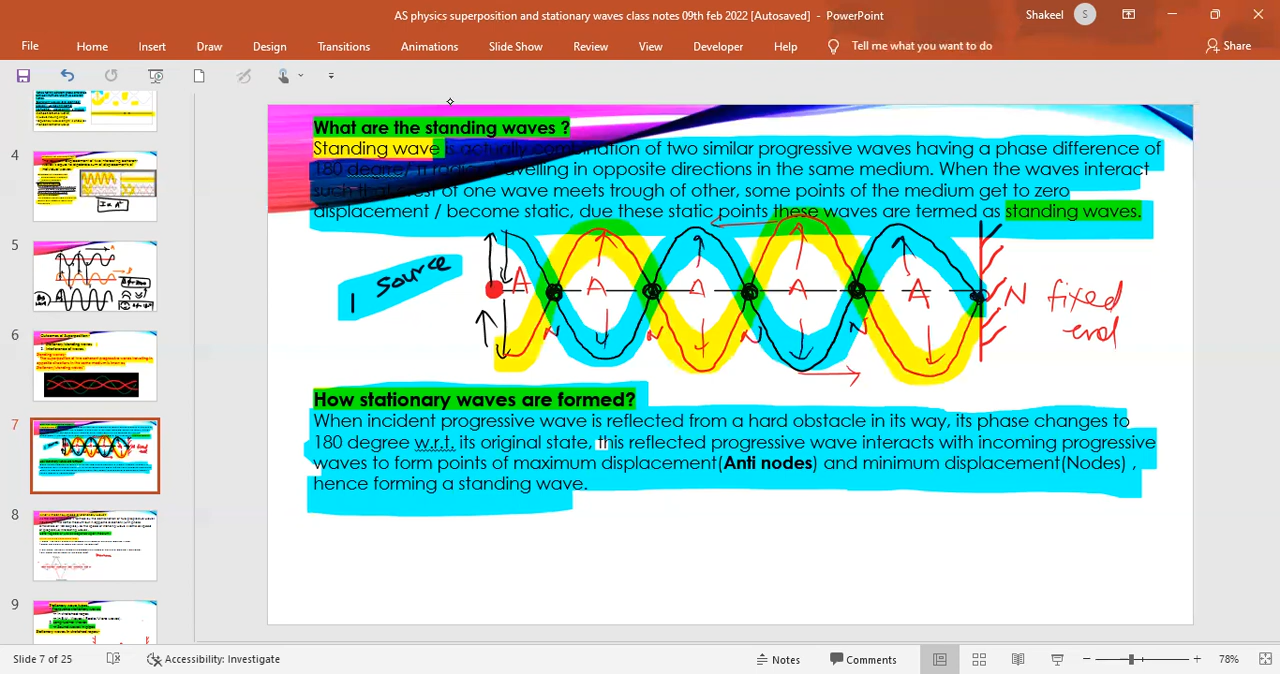 AS physics superposition and stationary waves class notes 09th feb 2022 [Autosaved] - PowerPoint
Shakeel
S
File Home Insert Draw Design Transitions Animations Slide Show Review View Developer Help Tell me what you want to do
Share
4
5
6
Outcomes of Superposition:
7
8
9
What are the standing waves ?
Standing wave is actually combination of two similar progressive waves having a phase difference of
180 degree/ π radian travelling in opposite directions in the same medium. When the waves interact
such that crest of one wave meets trough of other, some points of the medium get to zero
displacement / become static, due these static points these waves are termed as standing waves.
1 source
A A A A A
N N N N N
fixed
end
How stationary waves are formed?
When incident progressive wave is reflected from a hard obstacle in its way, its phase changes to
180 degree w.r.t. its original state, this reflected progressive wave interacts with incoming progressive
waves to form points of maximum displacement(Anti nodes) and minimum displacement(Nodes) ,
hence forming a standing wave.
Slide 7 of 25
Accessibility: Investigate
Notes
Comments
78%